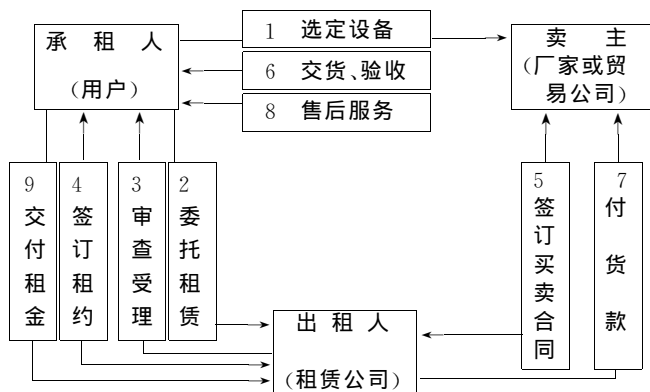 承租人
(用户)
1 选定设备
6 交货、验收
8 售后服务
卖主
(厂家或贸
易公司)
9交付租金
4签订租约
3审查受理
2委托租赁
5签订买卖合同
7付货款
出租人
(租赁公司)